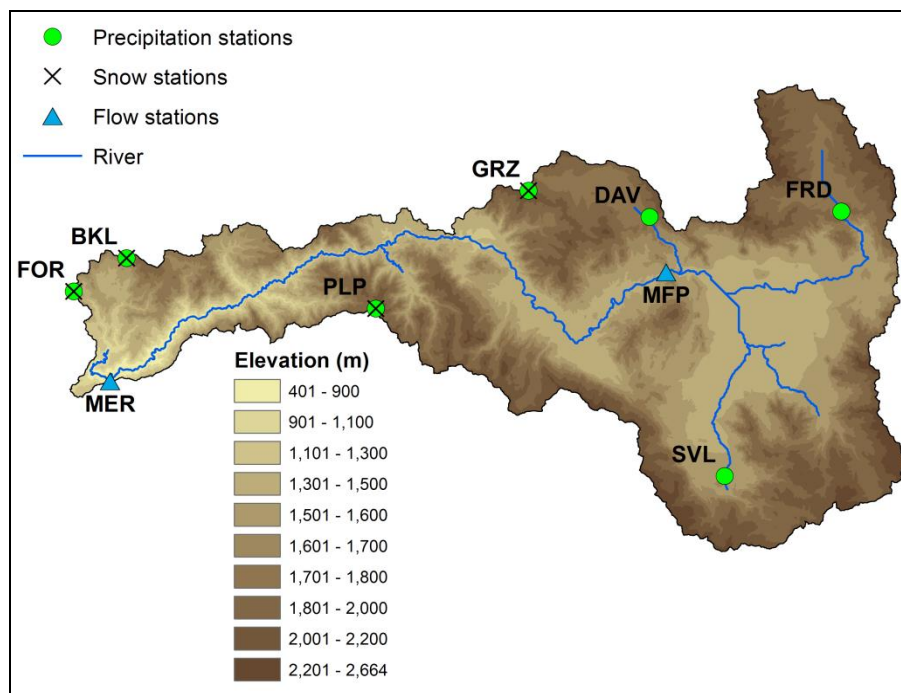 Precipitation stations
Snow stations
Flow stations
River
GRZ
DAV
FRD
BKL
FOR
PLP
MFP
MER
SVL
Elevation (m)
401 - 900
901 - 1,100
1,101 - 1,300
1,301 - 1,500
1,501 - 1,600
1,601 - 1,700
1,701 - 1,800
1,801 - 2,000
2,001 - 2,200
2,201 - 2,664